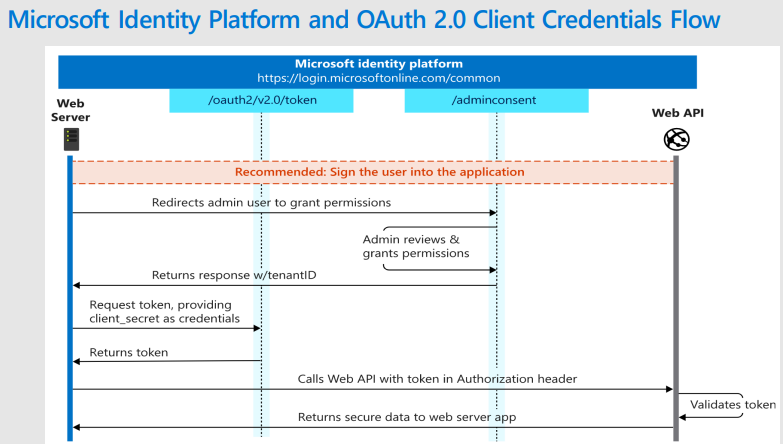 Microsoft Identity Platform and OAuth 2.0 Client Credentials Flow
Microsoft identity platform
https://login.microsoftonline.com/common
/oauth2/v2.0/token
/adminconsent
Web
Server
Web API
Recommended: Sign the user into the application
Redirects admin user to grant permissions
Admin reviews &
grants permissions
Returns response w/tenantID
Request token, providing
client_secret as credentials
Returns token
Calls Web API with token in Authorization header
Validates token
Returns secure data to web server app